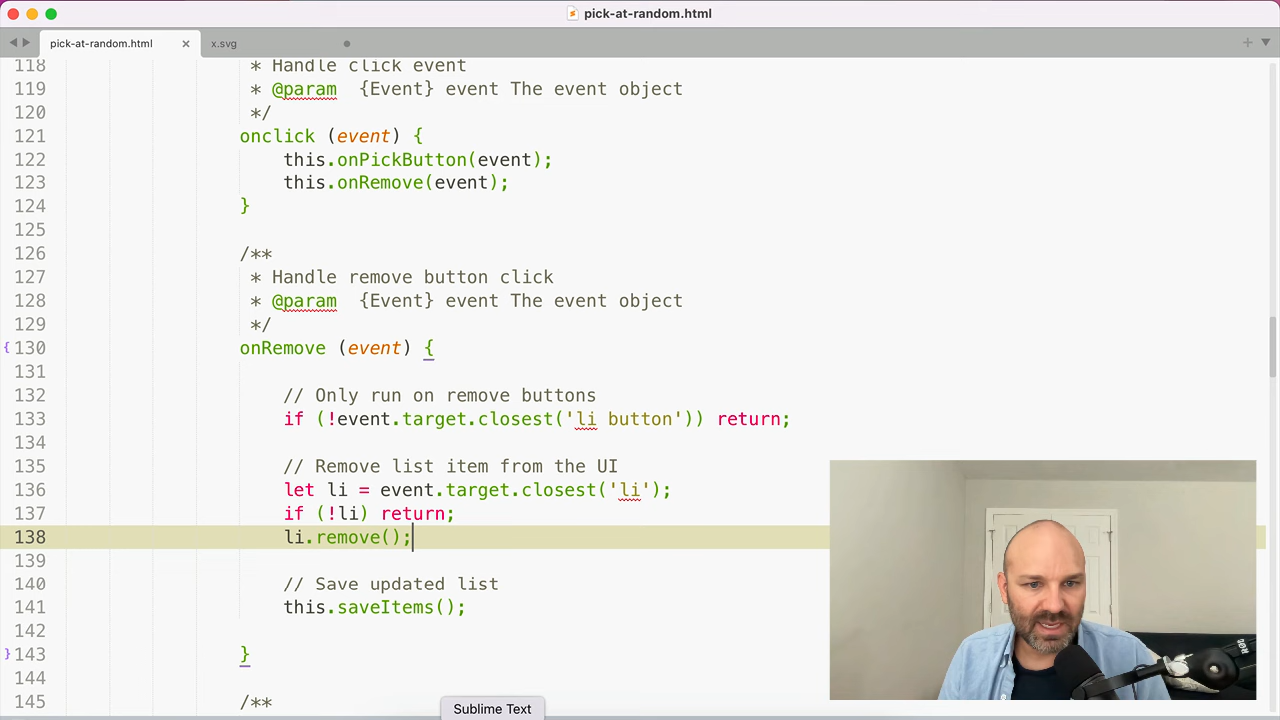 pick-at-random.html
pick-at-random.html
x.svg
118 * Handle click event
119 * @param {Event} event The event object
120 */
121 onclick (event) {
122 this.onPickButton(event);
123 this.onRemove(event);
124 }
125
126 /**
127 * Handle remove button click
128 * @param {Event} event The event object
129 */
130 onRemove (event) {
131
132 // Only run on remove buttons
133 if (!event.target.closest('li button')) return;
134
135 // Remove list item from the UI
136 let li = event.target.closest('li');
137 if (!li) return;
138 li.remove();
139
140 // Save updated list
141 this.saveItems();
142
143 }
144
145 /**
Sublime Text